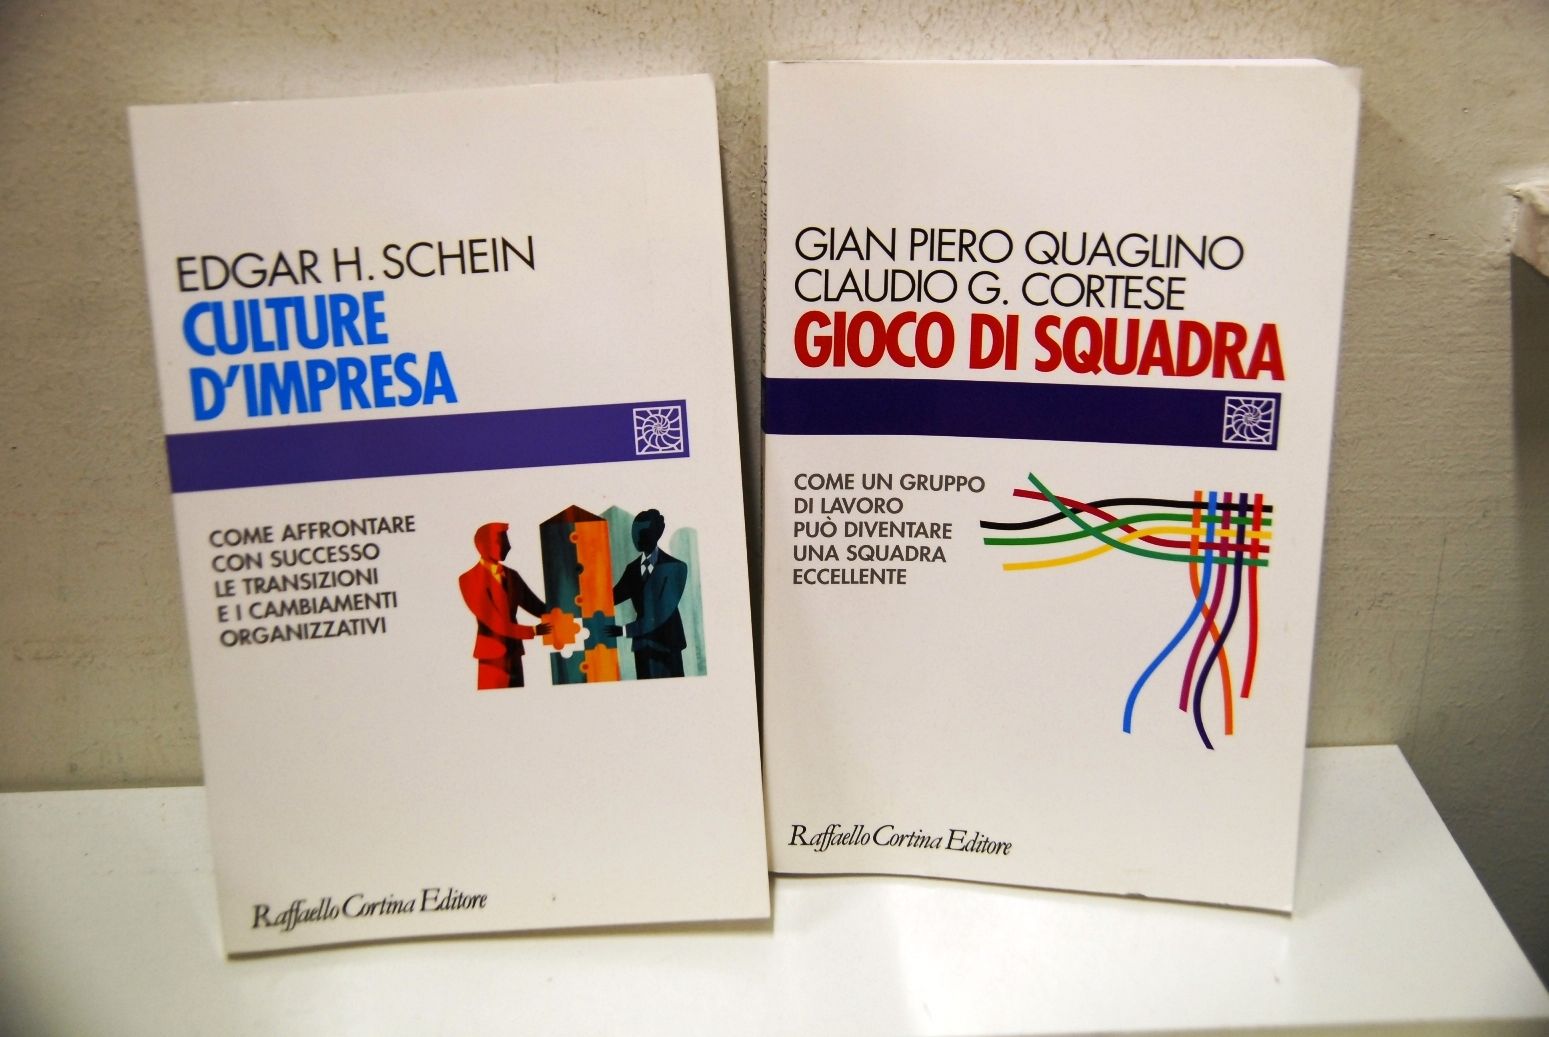 EDGAR H. SCHEIN
CULTURE
D'IMPRESA
COME AFFRONTARE
CON SUCCESSO
LE TRANSIZIONI
E I CAMBIAMENTI
ORGANIZZATIVI
Raffaello Cortina Editore
GIAN PIERO QUAGLINO
CLAUDIO G. CORTESE
GIOCO DI SQUADRA
COME UN GRUPPO
DI LAVORO
PUÒ DIVENTARE
UNA SQUADRA
ECCELLENTE
Raffaello Cortina Editore